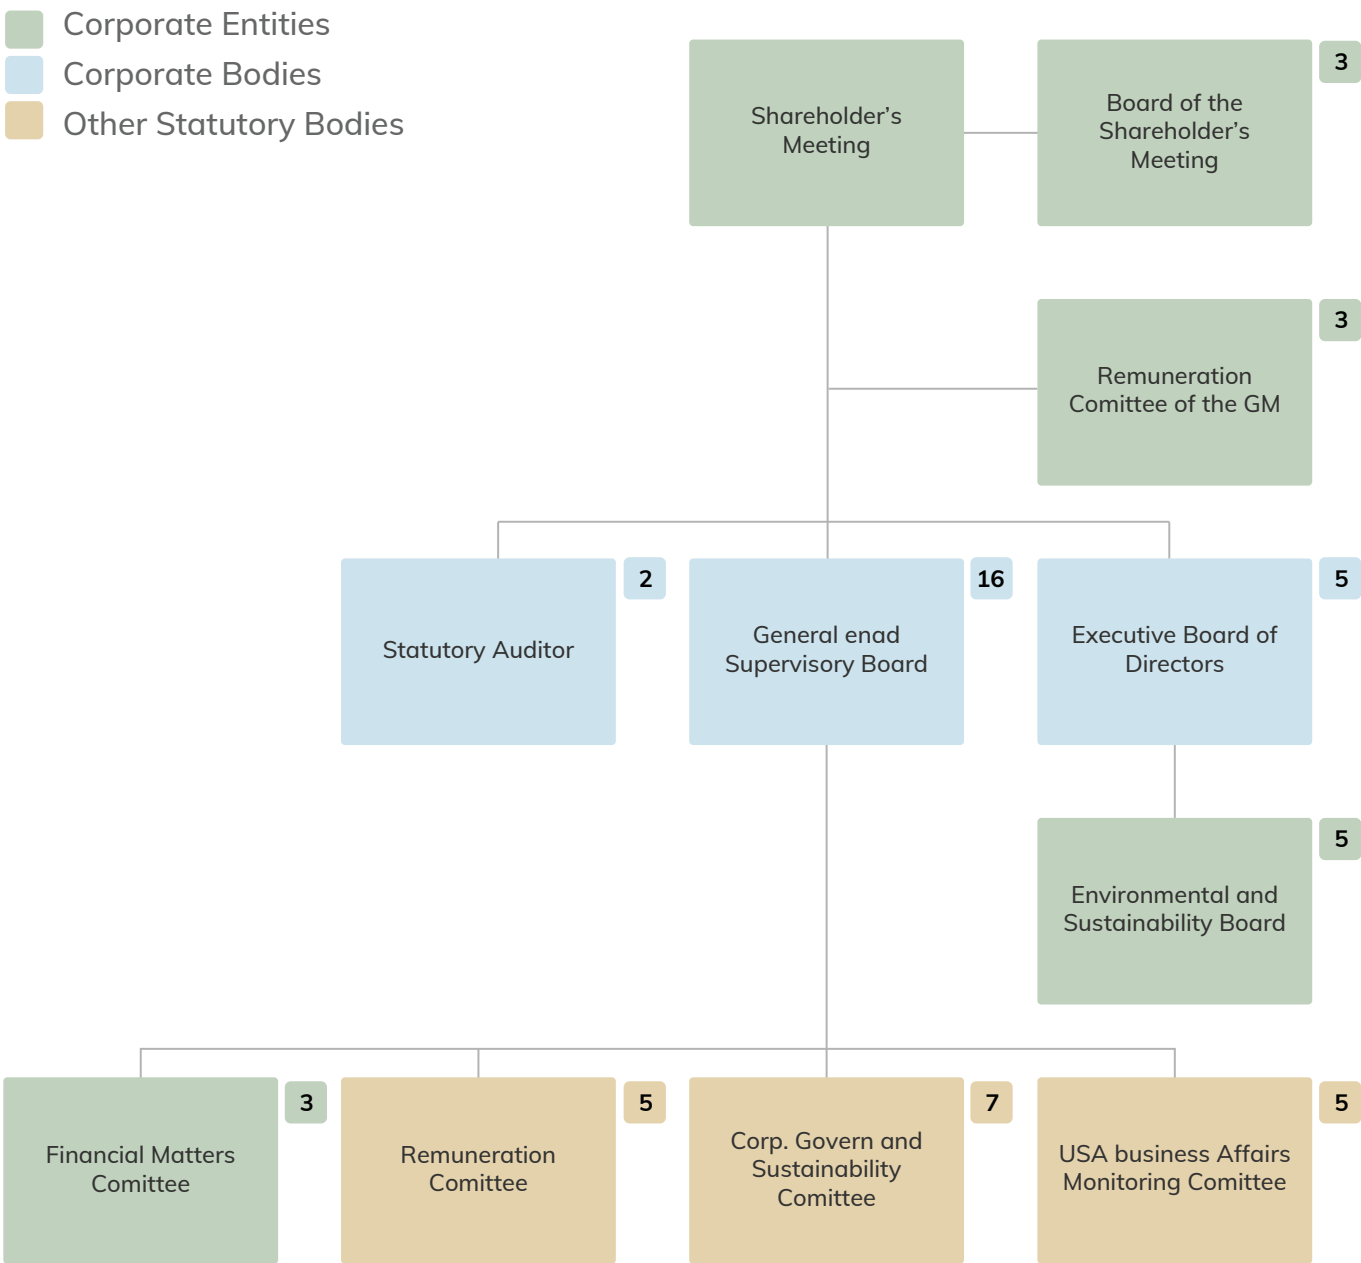 Corporate Entities
Corporate Bodies
Other Statutory Bodies
Shareholder’s
Meeting
Board of the
Shareholder’s
Meeting
3
Remuneration
Comittee of the GM
3
Statutory Auditor
2
General enad
Supervisory Board
16
Executive Board of
Directors
5
Environmental and
Sustainability Board
5
Financial Matters
Comittee
3
Remuneration
Comittee
5
Corp. Govern and
Sustainability
Comittee
7
USA business Affairs
Monitoring Comittee
5